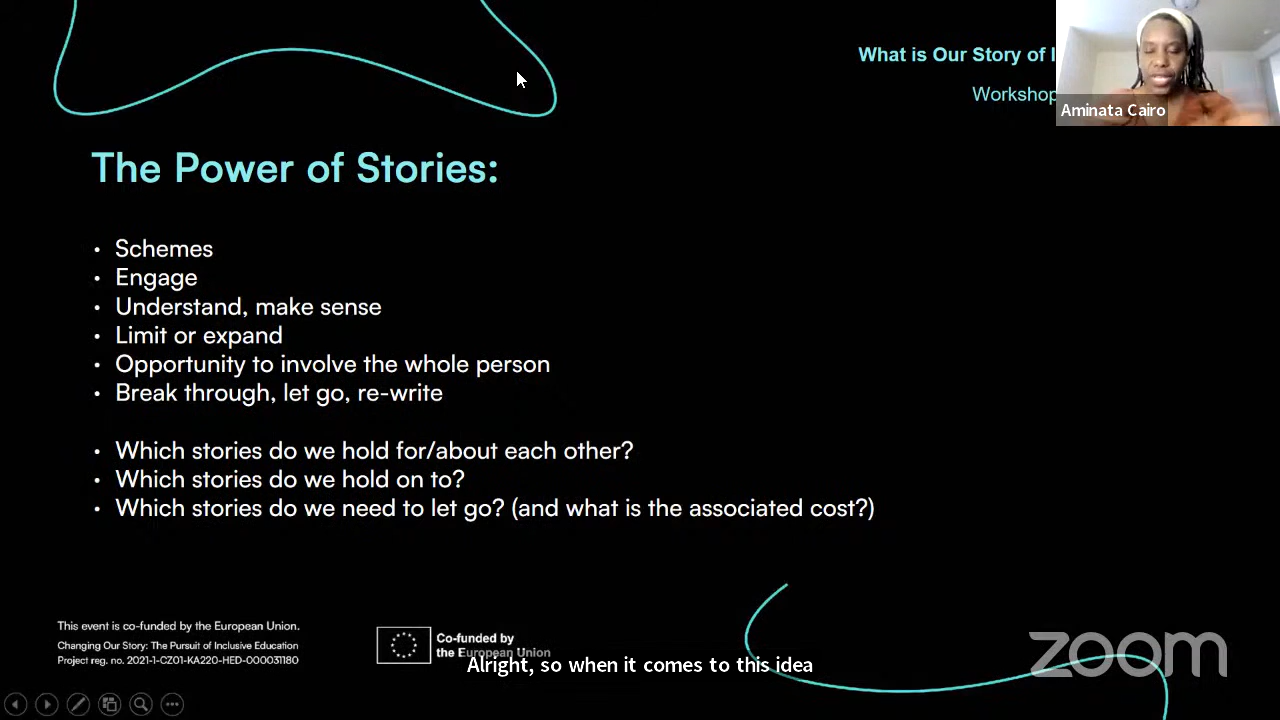 What is Our Story of
Workshop
Aminata Cairo
The Power of Stories:
• Schemes
• Engage
• Understand, make sense
• Limit or expand
• Opportunity to involve the whole person
• Break through, let go, re-write
• Which stories do we hold for/about each other?
• Which stories do we hold on to?
• Which stories do we need to let go? (and what is the associated cost?)
This event is co-funded by the European Union.
Changing Our Story: The Pursuit of Inclusive Education
Project reg. no. 2021-1-CZ01-KA220-HED-000031180
Co-funded by
the European Union
Alright, so when it comes to this idea
zoom